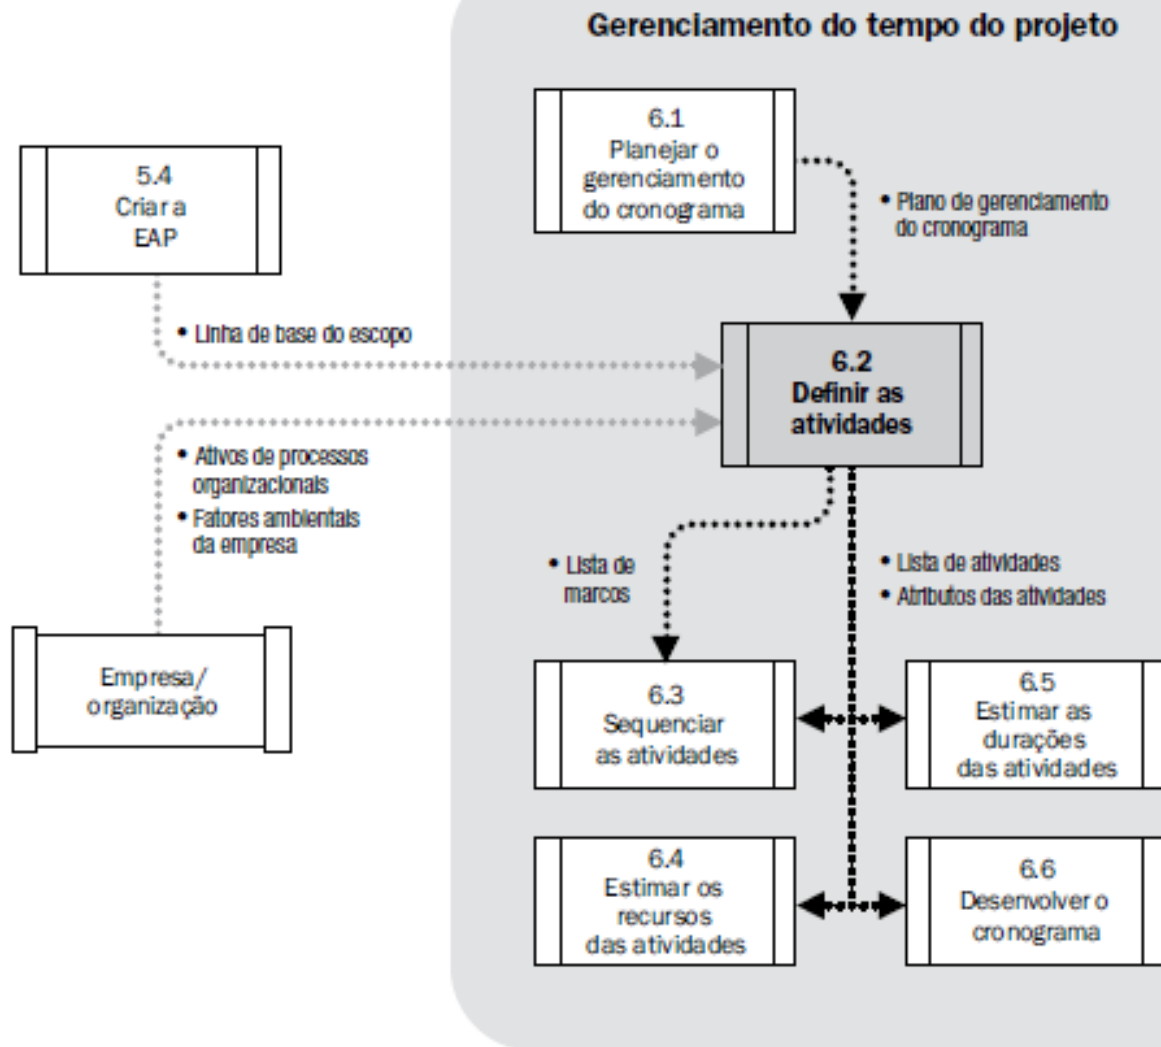 Gerenciamento do tempo do projeto
6.1
Planejar o
gerenciamento
do cronograma
5.4
Criar a
EAP
• Plano de gerenciamento
do cronograma
• Linha de base do escopo
6.2
Definir as
atividades
• Ativos de processos
organizacionais
• Fatores ambientais
da empresa
• Lista de
marcos
• Lista de atividades
• Atributos das atividades
Empresa/
organização
6.3
Sequenciar
as atividades
6.5
Estimar as
durações
das atividades
6.4
Estimar os
recursos
das atividades
6.6
Desenvolver o
cronograma